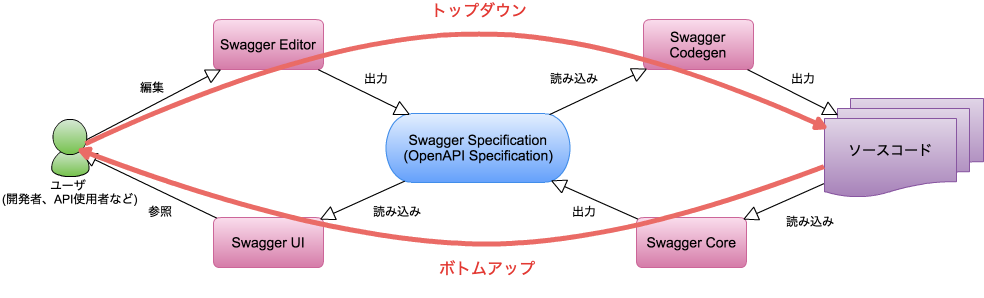 トップダウン
Swagger Editor
Swagger
Codegen
編集
出力
読み込み
出力
Swagger Specification
(OpenAPI Specification)
ソースコード
ユーザ
(開発者、API使用者など)
参照
読み込み
出力
読み込み
Swagger UI
Swagger Core
ボトムアップ